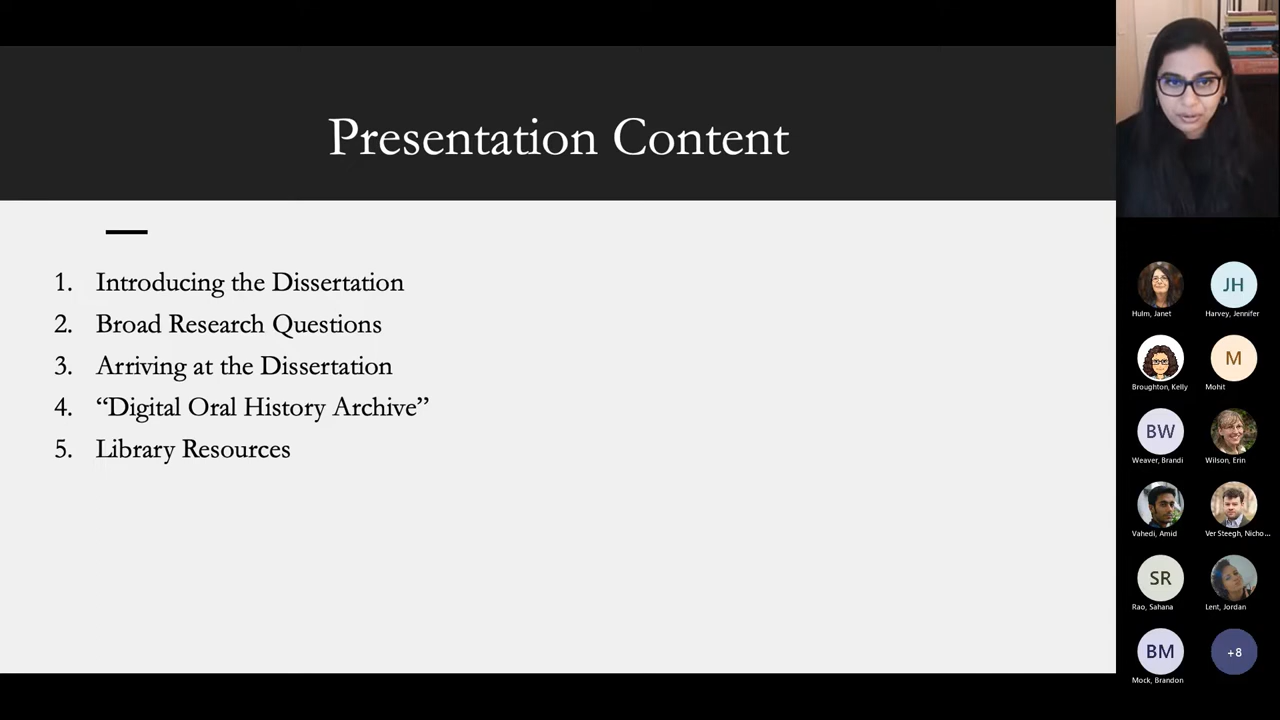 Presentation Content
1. Introducing the Dissertation
2. Broad Research Questions
3. Arriving at the Dissertation
4. “Digital Oral History Archive”
5. Library Resources
JH
Hulm, Janet
Harvey, Jennifer
M
Broughton, Kelly
Mohit
BW
Weaver, Brandi
Wilson, Erin
Vahedi, Amid
Ver Steegh, Nicho...
SR
Rao, Sahana
Lent, Jordan
BM
+8
Mock, Brandon